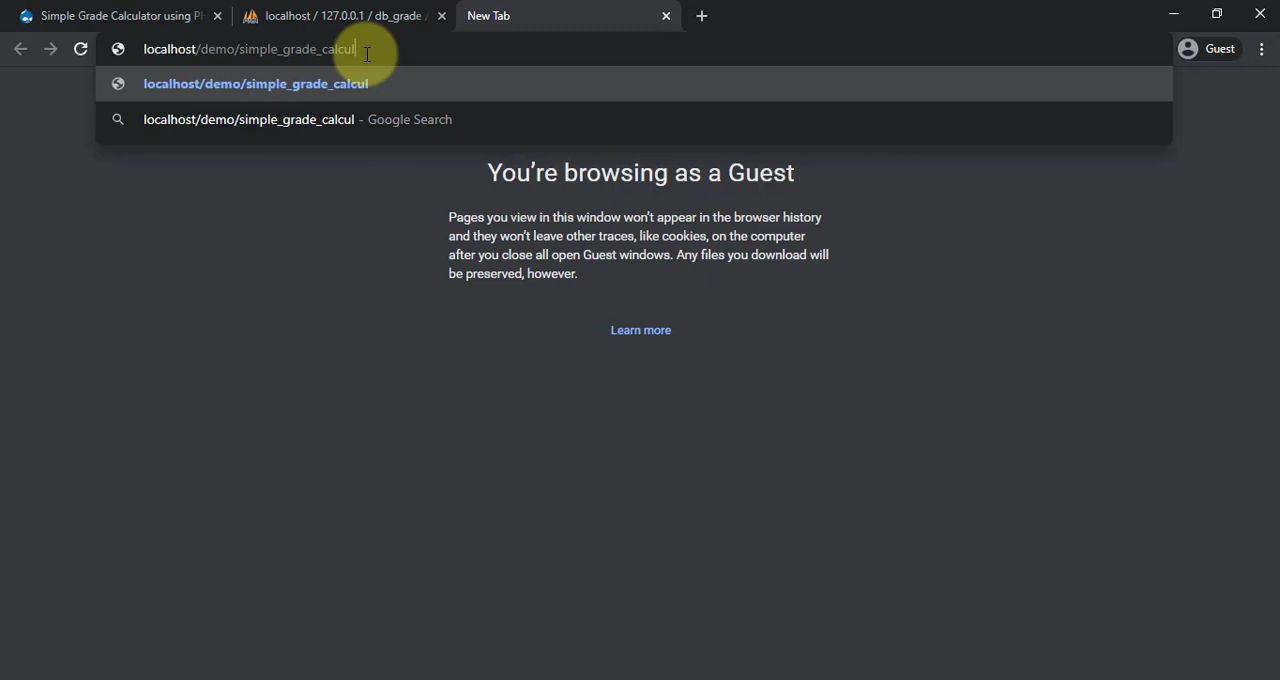 Simple Grade Calculator using P
localhost / 127.0.0.1 / db_grade
New Tab
localhost/demo/simple_grade_calcul
Guest
localhost/demo/simple_grade_calcul
localhost/demo/simple_grade_calcul - Google Search
You're browsing as a Guest
Pages you view in this window won't appear in the browser history
and they won't leave other traces, like cookies, on the computer
after you close all open Guest windows. Any files you download will
be preserved, however.
Learn more